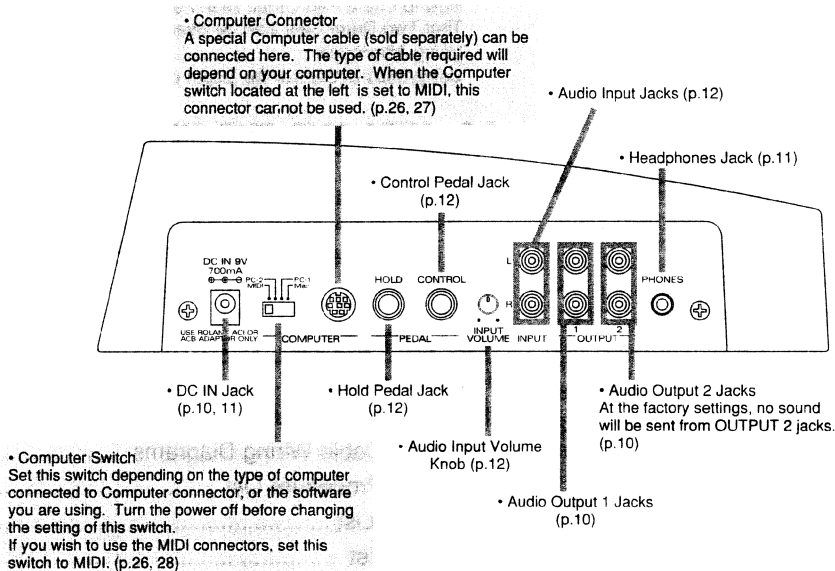 • Computer Connector
A special Computer cable (sold separately) can be
connected here. The type of cable required will
depend on your computer. When the Computer
switch located at the left is set to MIDI, this
connector cannot be used. (p.26, 27)
• Audio Input Jacks (p.12)
• Headphones Jack (p.11)
• Control Pedal Jack
(p.12)
DC IN 9V
700mA
PC-2
MIDI
PC-1
Mac
HOLD
CONTROL
L
R
PHONES
USE ROLAND ACI OR
ACB ADAPTOR ONLY
COMPUTER
PEDAL
INPUT
VOLUME
INPUT
1
2
OUTPUT
• DC IN Jack
(p.10, 11)
• Hold Pedal Jack
(p.12)
• Audio Input Volume
Knob (p.12)
• Audio Output 2 Jacks
At the factory settings, no sound
will be sent from OUTPUT 2 jacks.
(p.10)
• Audio Output 1 Jacks
(p.10)
• Computer Switch
Set this switch depending on the type of computer
connected to Computer connector, or the software
you are using. Turn the power off before changing
the setting of this switch.
If you wish to use the MIDI connectors, set this
switch to MIDI. (p.26, 28)